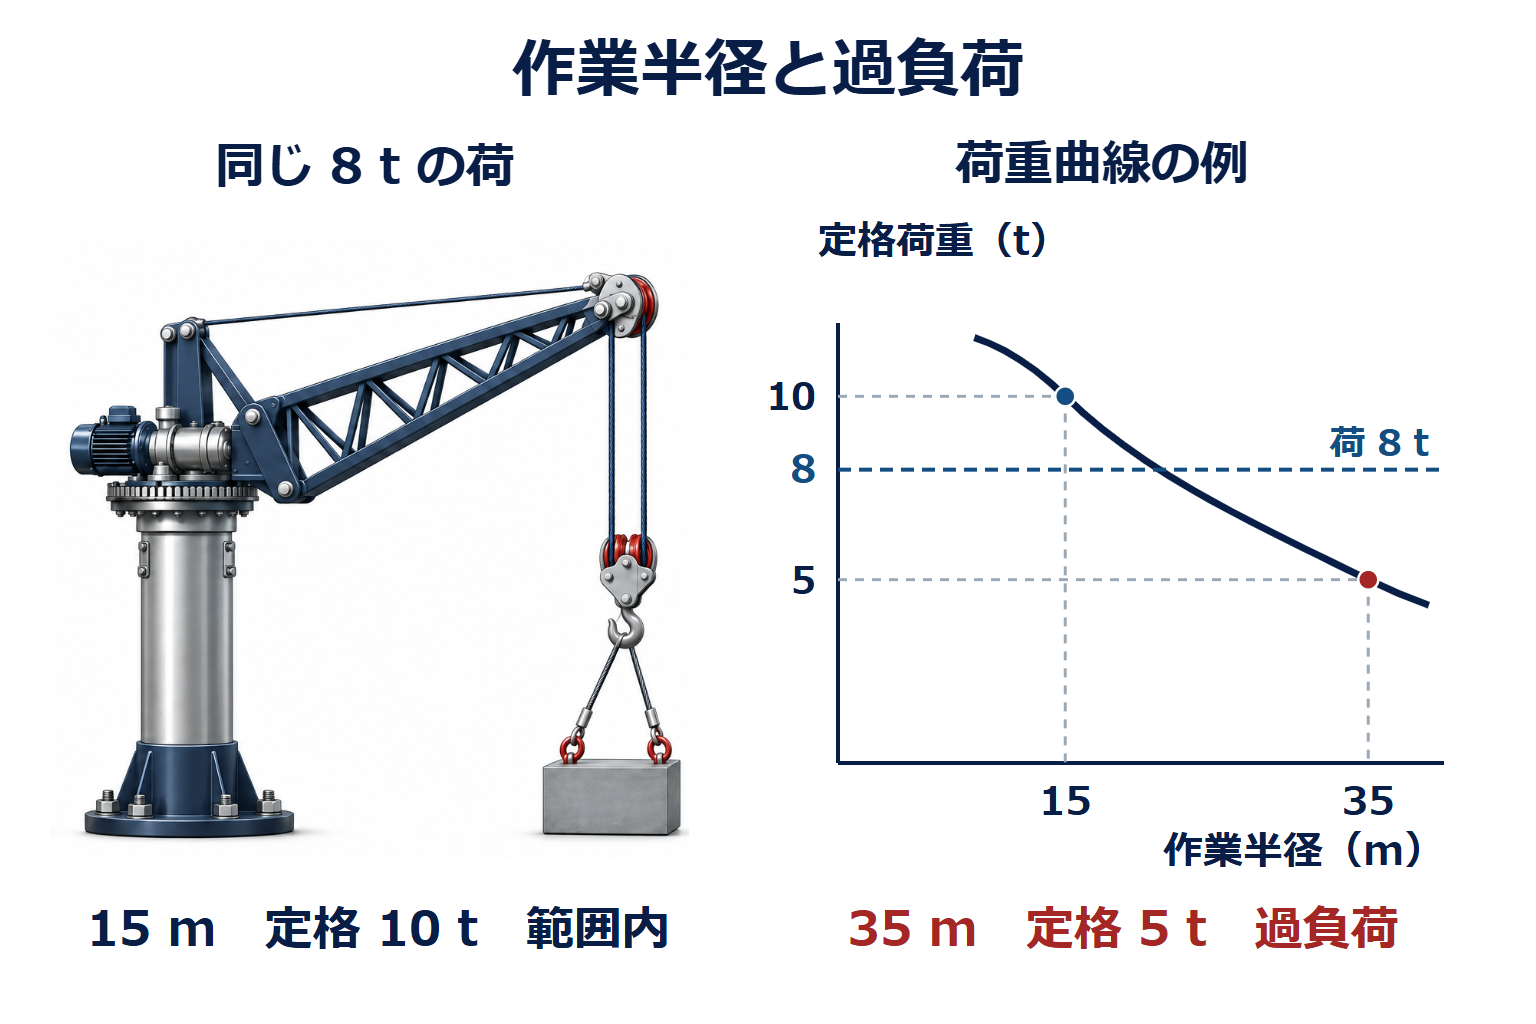 作業半径と過負荷
同じ 8 t の荷
荷重曲線の例
定格荷重（t）
10
荷 8 t
8
5
15
35
作業半径（m）
15 m　定格 10 t　範囲内
35 m　定格 5 t　過負荷